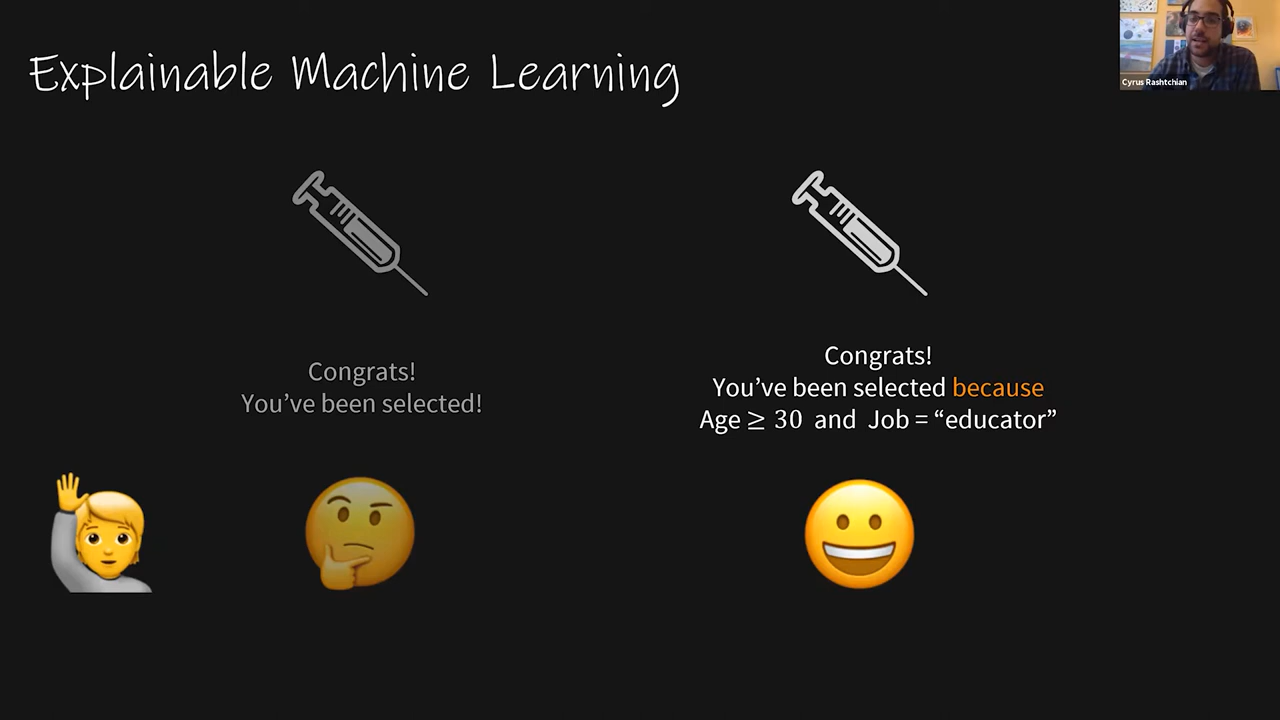 Explainable Machine Learning
Cyrus Rashtchian
Congrats!
You’ve been selected!
Congrats!
You’ve been selected because
Age ≥ 30 and Job = “educator”